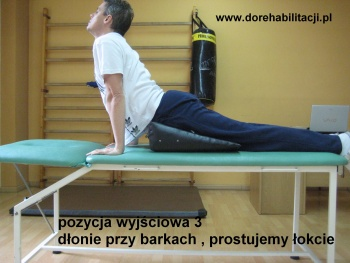 www.dorehabilitacji.pl
pozycja wyjściowa 3
dłonie przy barkach , prostujemy łokcie